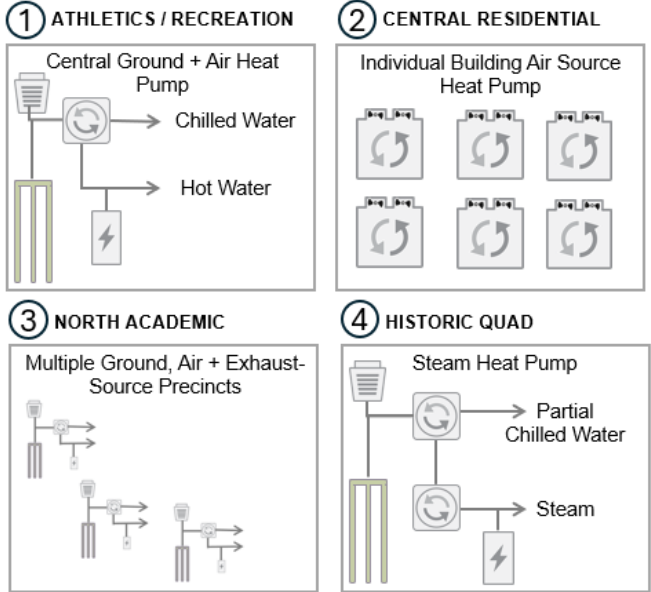 1 ATHLETICS / RECREATION
Central Ground + Air Heat
Pump
Chilled Water
Hot Water
2 CENTRAL RESIDENTIAL
Individual Building Air Source
Heat Pump
3 NORTH ACADEMIC
Multiple Ground, Air + Exhaust-
Source Precincts
4 HISTORIC QUAD
Steam Heat Pump
Partial
Chilled Water
Steam